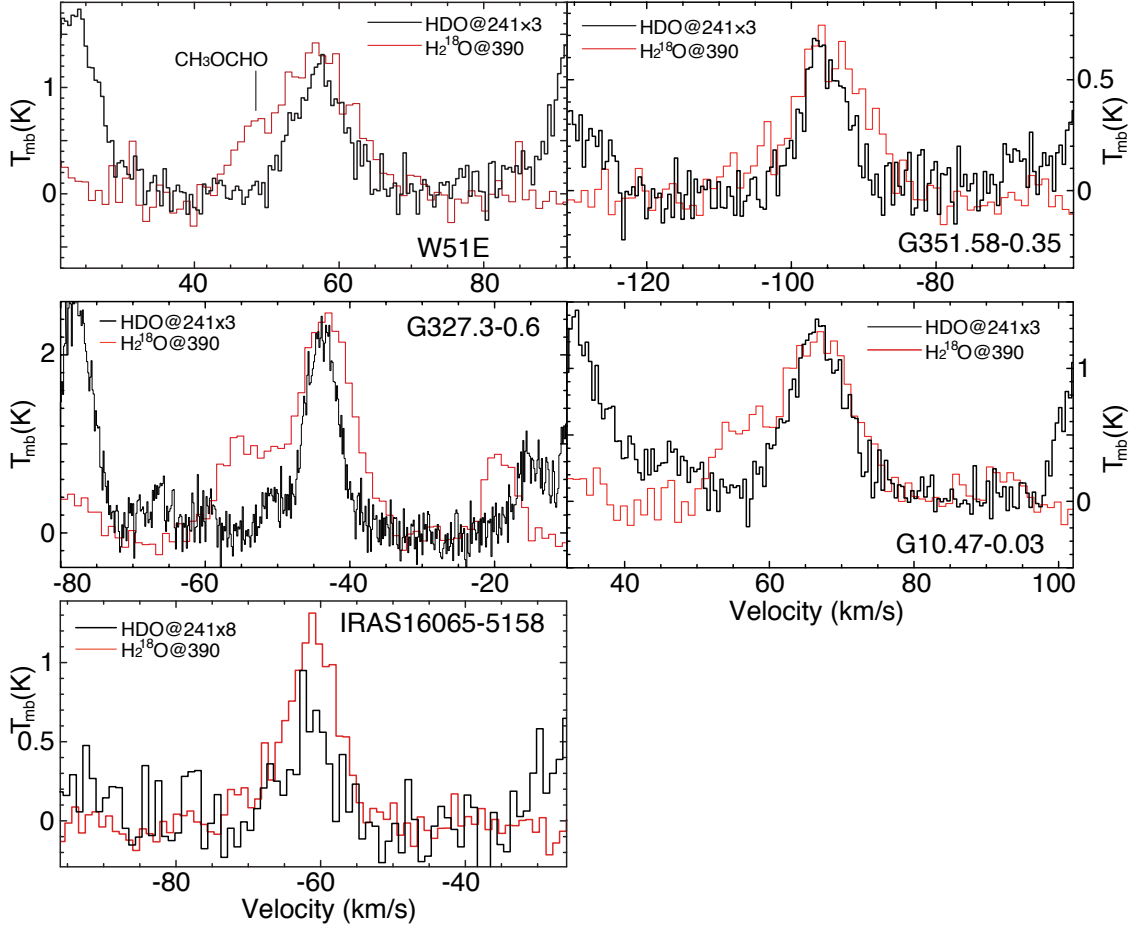 HDO@241x3
H₂¹⁸O@390
CH3OCHO
1
0
Tmb(K)
W51E
40 60 80
HDO@241x3
H₂¹⁸O@390
0.5
0
Tmb(K)
G351.58-0.35
-120 -100 -80
HDO@241x3
H₂¹⁸O@390
G327.3-0.6
2
1
0
Tmb(K)
-80 -60 -40 -20
HDO@241x3
H₂¹⁸O@390
1
0
Tmb(K)
G10.47-0.03
40 60 80 100
Velocity (km/s)
IRAS16065-5158
HDO@241x8
H₂¹⁸O@390
1
0.5
0
Tmb(K)
-80 -60 -40
Velocity (km/s)